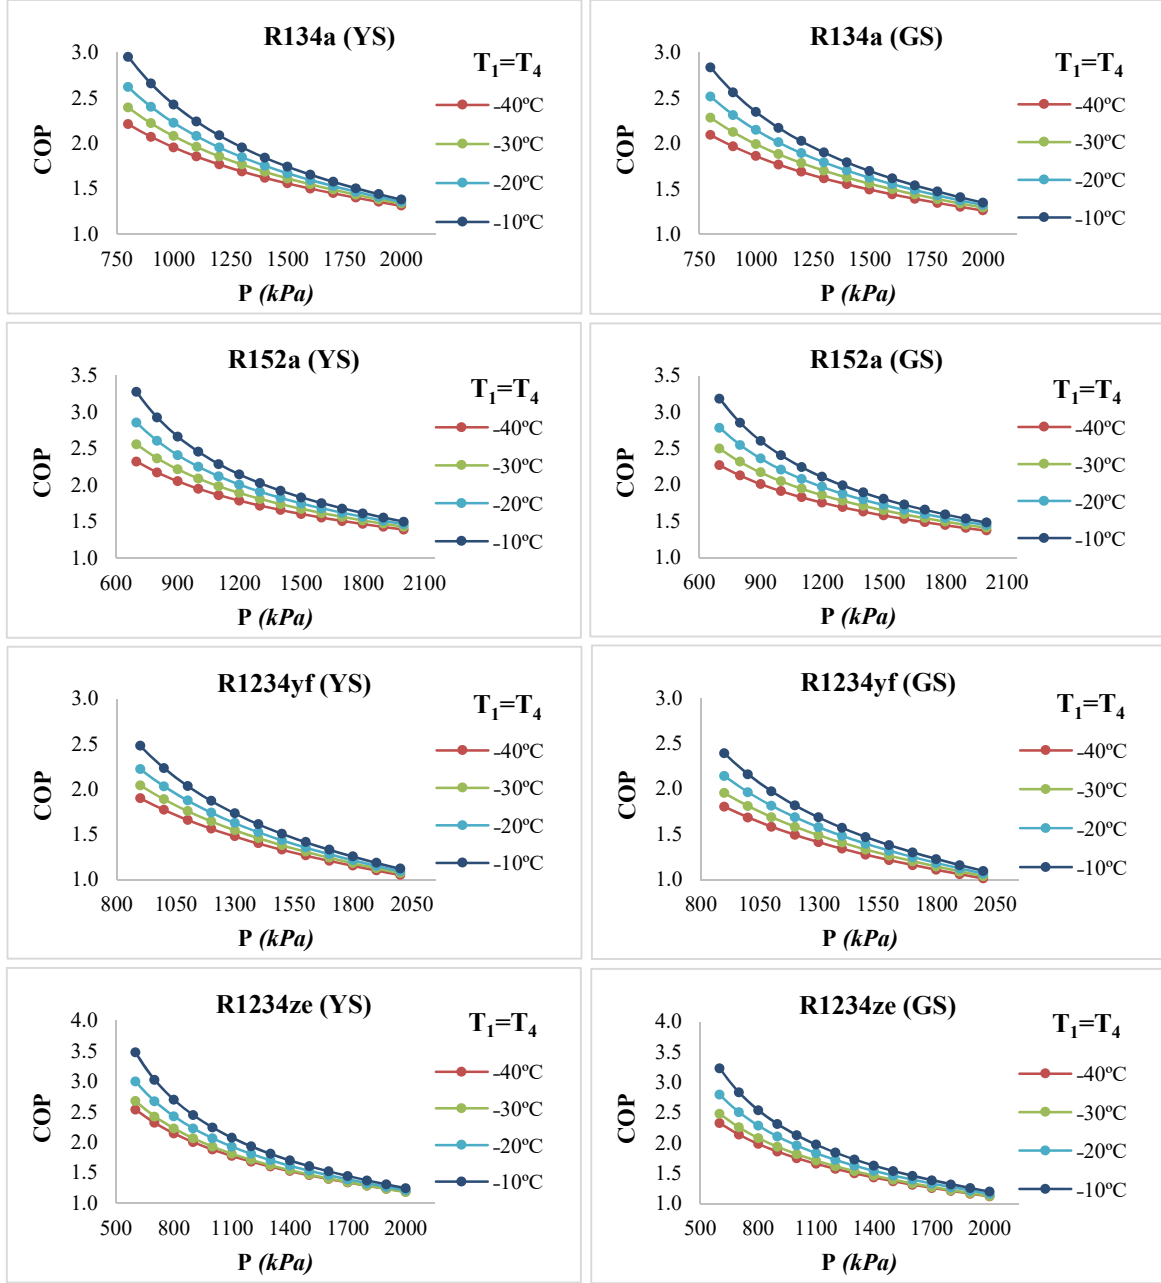 R134a (YS)
T₁=T₄
COP
3.0
2.5
2.0
1.5
1.0
750 1000 1250 1500 1750 2000
P (kPa)
-40ºC
-30ºC
-20ºC
-10ºC
R134a (GS)
T₁=T₄
COP
3.0
2.5
2.0
1.5
1.0
750 1000 1250 1500 1750 2000
P (kPa)
-40ºC
-30ºC
-20ºC
-10ºC
R152a (YS)
T₁=T₄
COP
3.5
3.0
2.5
2.0
1.5
1.0
600 900 1200 1500 1800 2100
P (kPa)
-40ºC
-30ºC
-20ºC
-10ºC
R152a (GS)
T₁=T₄
COP
3.5
3.0
2.5
2.0
1.5
1.0
600 900 1200 1500 1800 2100
P (kPa)
-40ºC
-30ºC
-20ºC
-10ºC
R1234yf (YS)
T₁=T₄
COP
3.0
2.5
2.0
1.5
1.0
800 1050 1300 1550 1800 2050
P (kPa)
-40ºC
-30ºC
-20ºC
-10ºC
R1234yf (GS)
T₁=T₄
COP
3.0
2.5
2.0
1.5
1.0
800 1050 1300 1550 1800 2050
P (kPa)
-40ºC
-30ºC
-20ºC
-10ºC
R1234ze (YS)
T₁=T₄
COP
4.0
3.5
3.0
2.5
2.0
1.5
1.0
500 800 1100 1400 1700 2000
P (kPa)
-40ºC
-30ºC
-20ºC
-10ºC
R1234ze (GS)
T₁=T₄
COP
4.0
3.5
3.0
2.5
2.0
1.5
1.0
500 800 1100 1400 1700 2000
P (kPa)
-40ºC
-30ºC
-20ºC
-10ºC